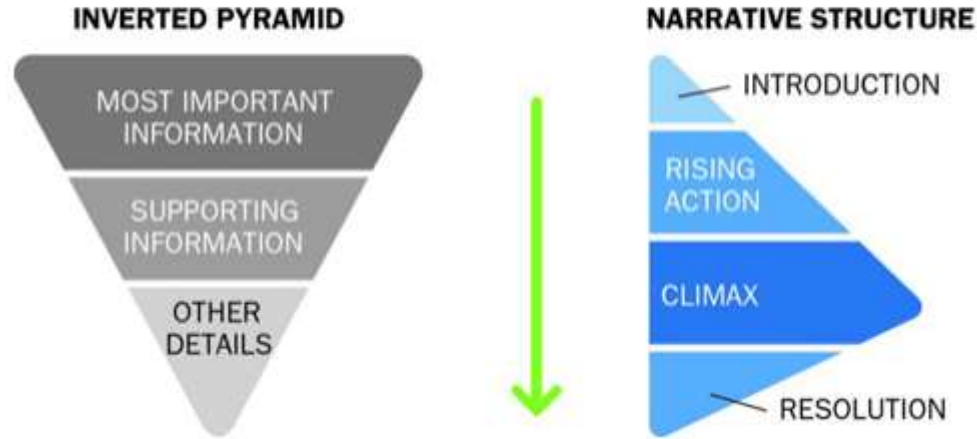 INVERTED PYRAMID
MOST IMPORTANT
INFORMATION
SUPPORTING
INFORMATION
OTHER
DETAILS
NARRATIVE STRUCTURE
INTRODUCTION
RISING
ACTION
CLIMAX
RESOLUTION